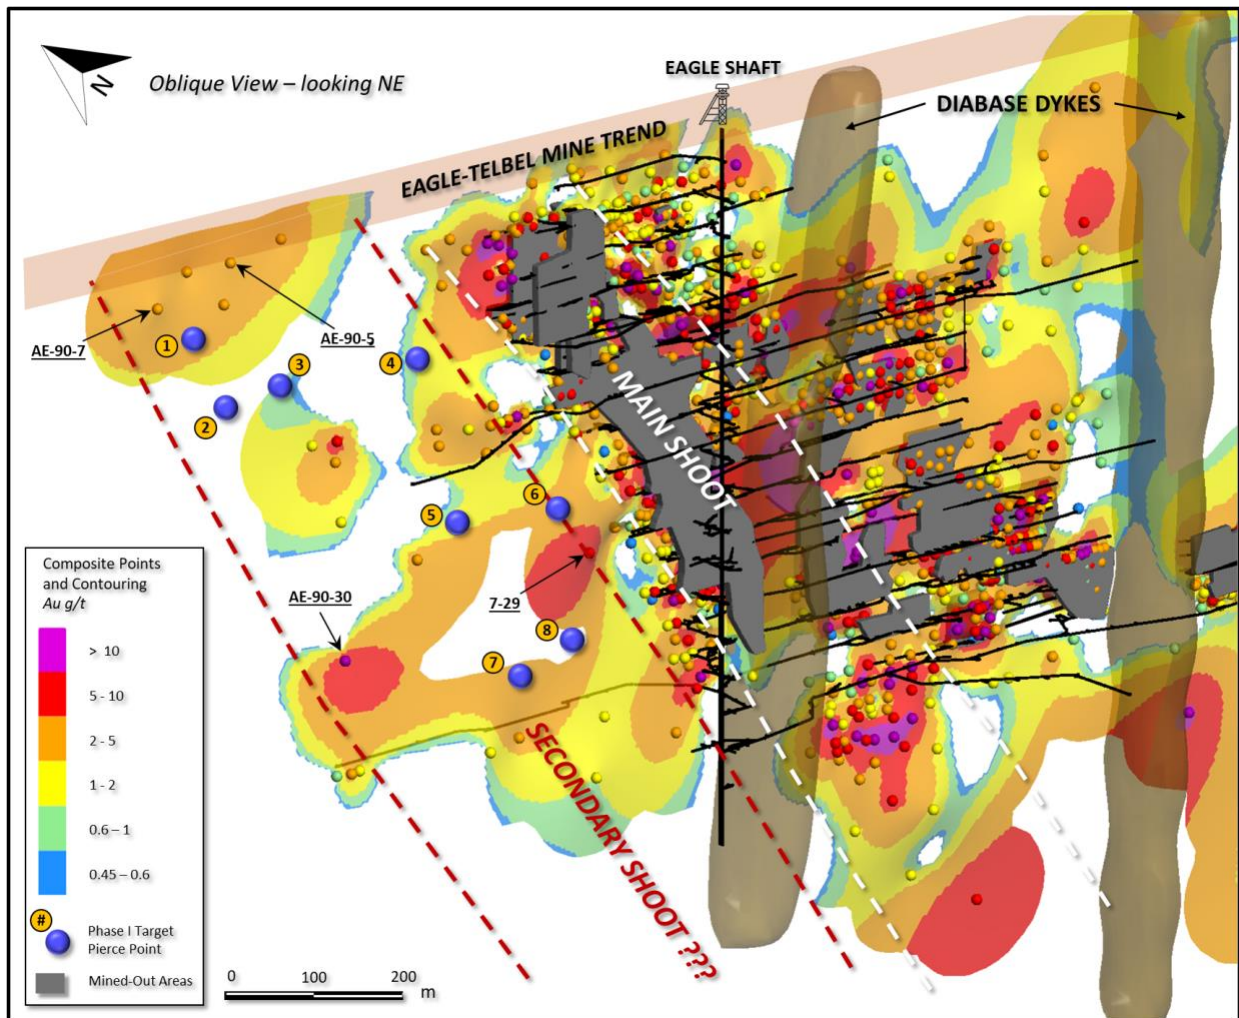 N
Oblique View – looking NE
EAGLE SHAFT
DIABASE DYKES
EAGLE-TELBEL MINE TREND
AE-90-7
AE-90-5
1
2
3
4
MAIN SHOOT
5
6
7-29
AE-90-30
7
8
SECONDARY SHOOT ???
Composite Points
and Contouring
Au g/t
> 10
5 - 10
2 - 5
1 - 2
0.6 – 1
0.45 – 0.6
#
Phase I Target
Pierce Point
Mined-Out Areas
0 100 200
m